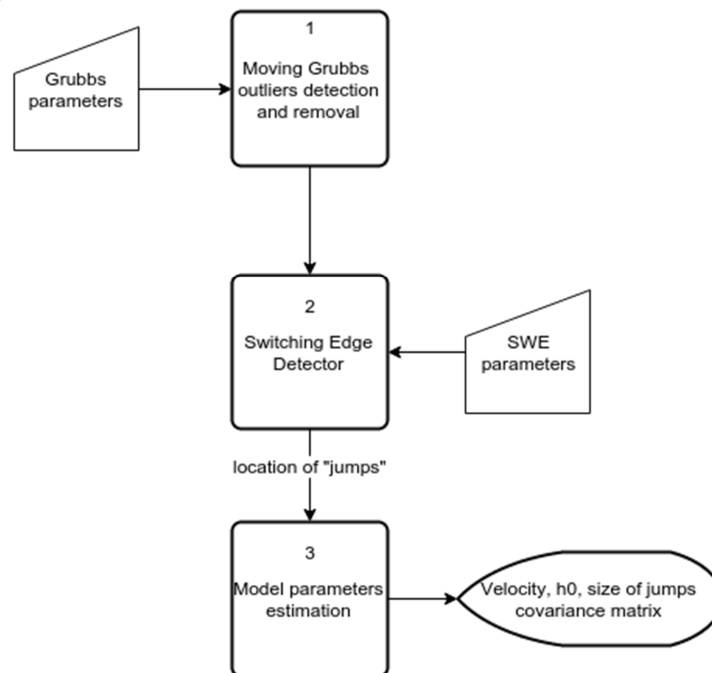 1
Moving Grubbs
outliers detection
and removal
Grubbs
parameters
2
Switching Edge
Detector
SWE
parameters
location of "jumps"
3
Model parameters
estimation
Velocity, h0, size of jumps
covariance matrix